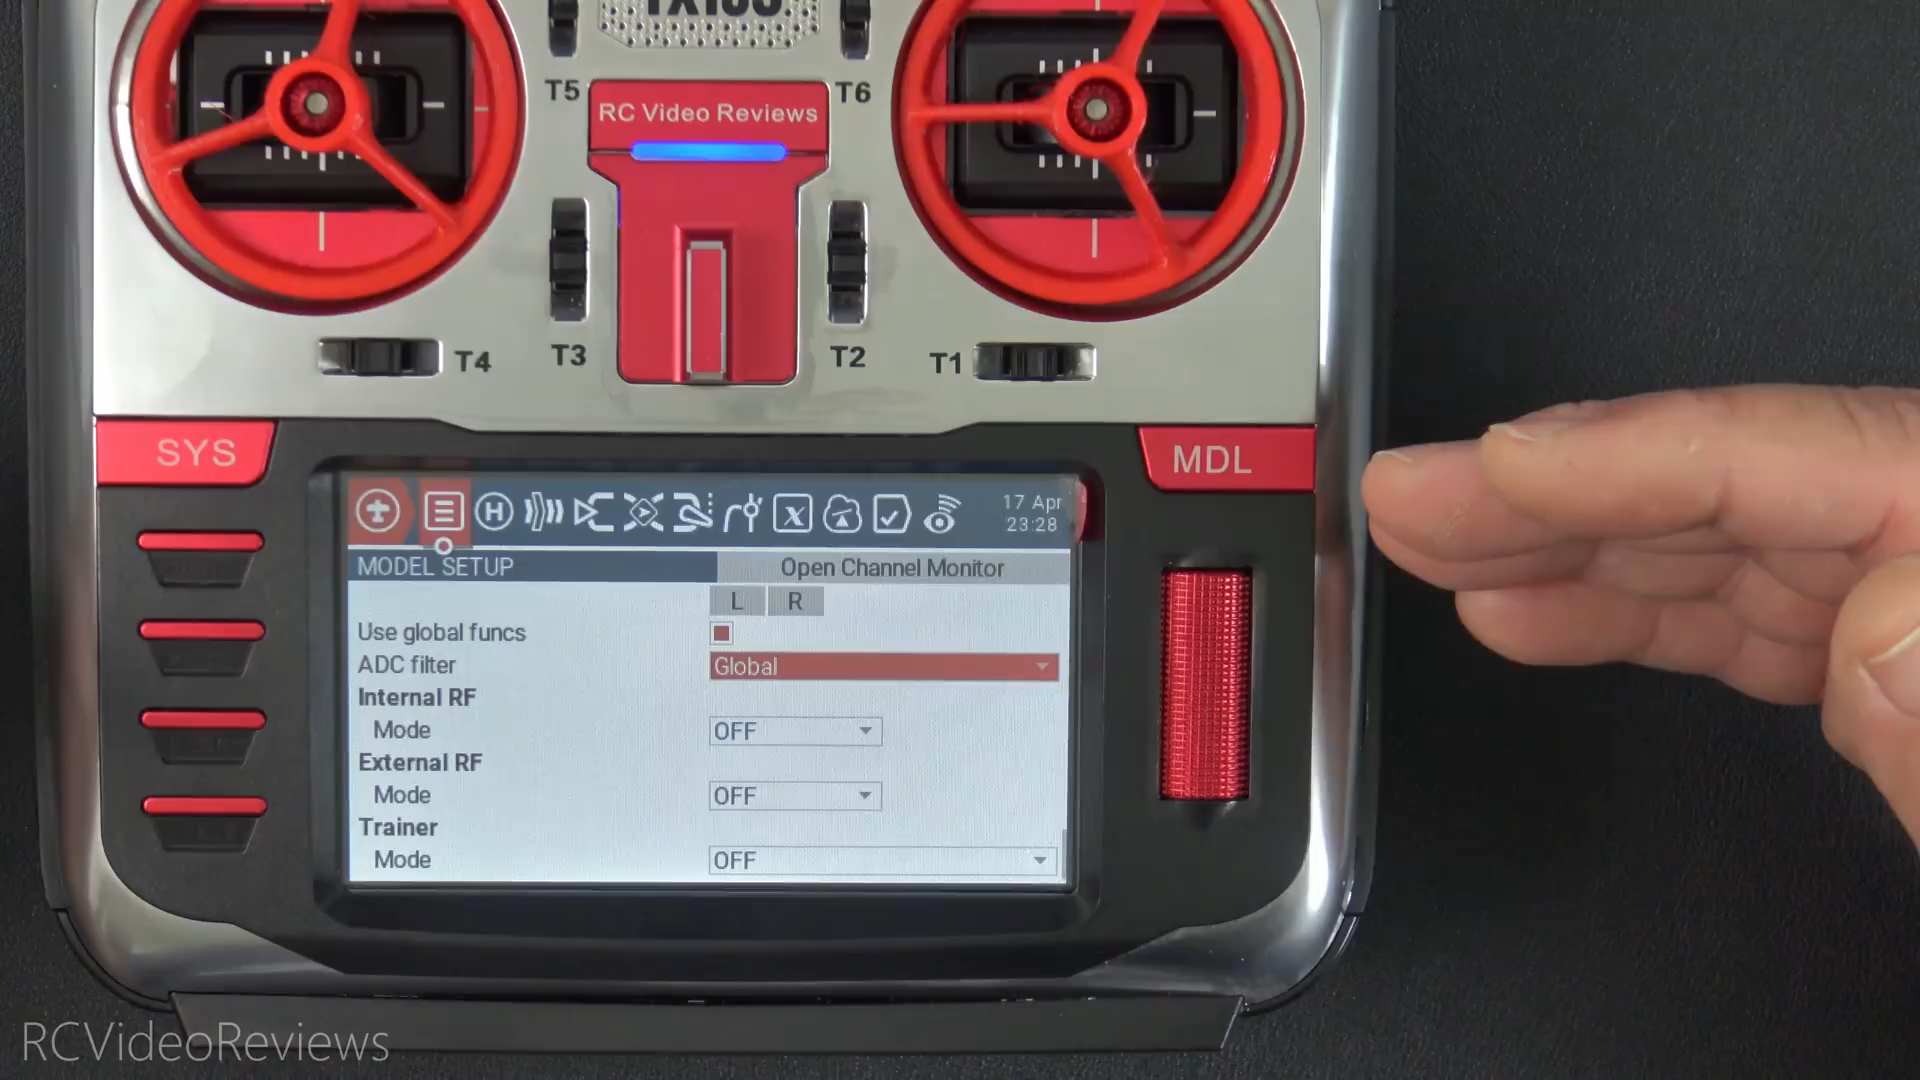 TX16S
T5
RC Video Reviews
T6
T4
T3
T2
T1
SYS
MDL
17 Apr
23:28
MODEL SETUP
Open Channel Monitor
L R
Use global funcs
ADC filter Global
Internal RF
Mode OFF
External RF
Mode OFF
Trainer
Mode OFF
RCVideoReviews